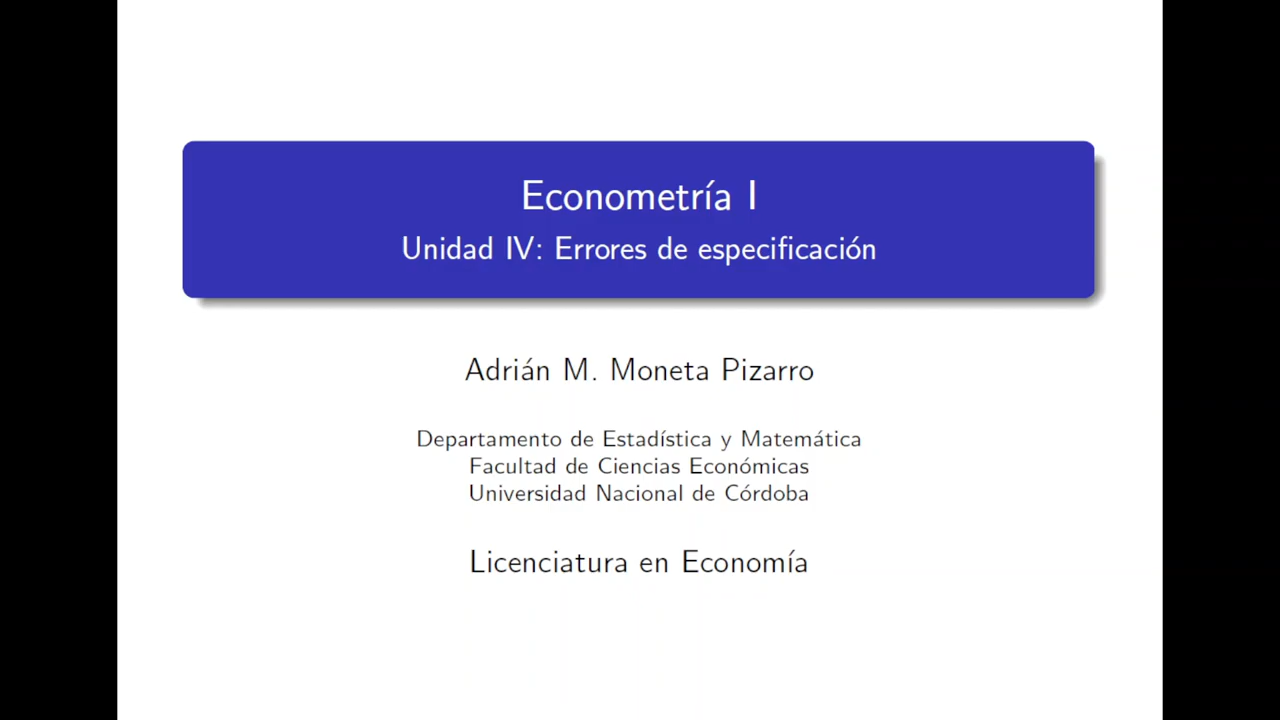 Econometría I
Unidad IV: Errores de especificación
Adrián M. Moneta Pizarro
Departamento de Estadística y Matemática
Facultad de Ciencias Económicas
Universidad Nacional de Córdoba
Licenciatura en Economía